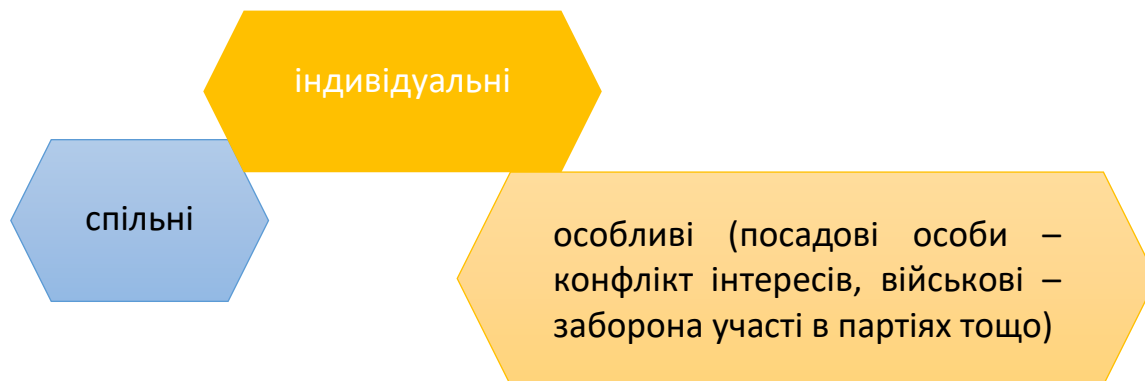 індивідуальні
спільні
особливі (посадові особи –
конфлікт інтересів, військові –
заборона участі в партіях тощо)